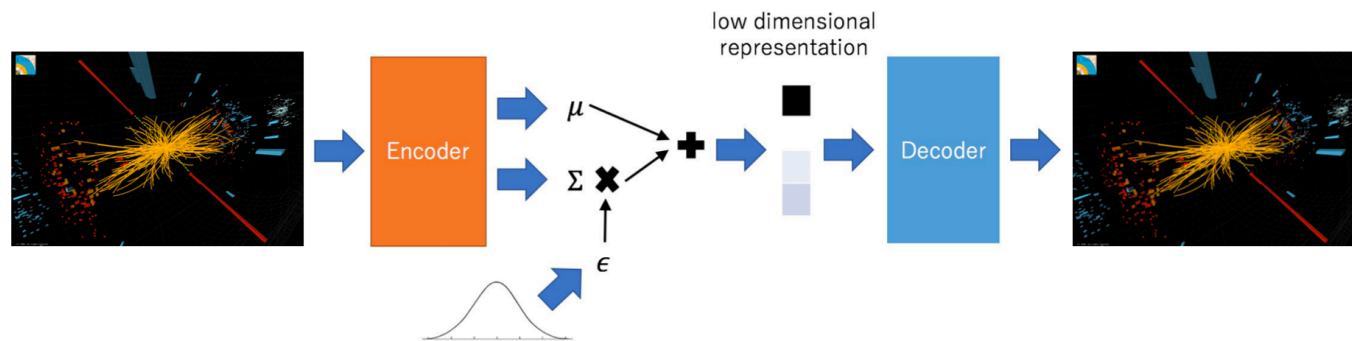 low dimensional
representation
Encoder
μ
Σ
ϵ
Decoder